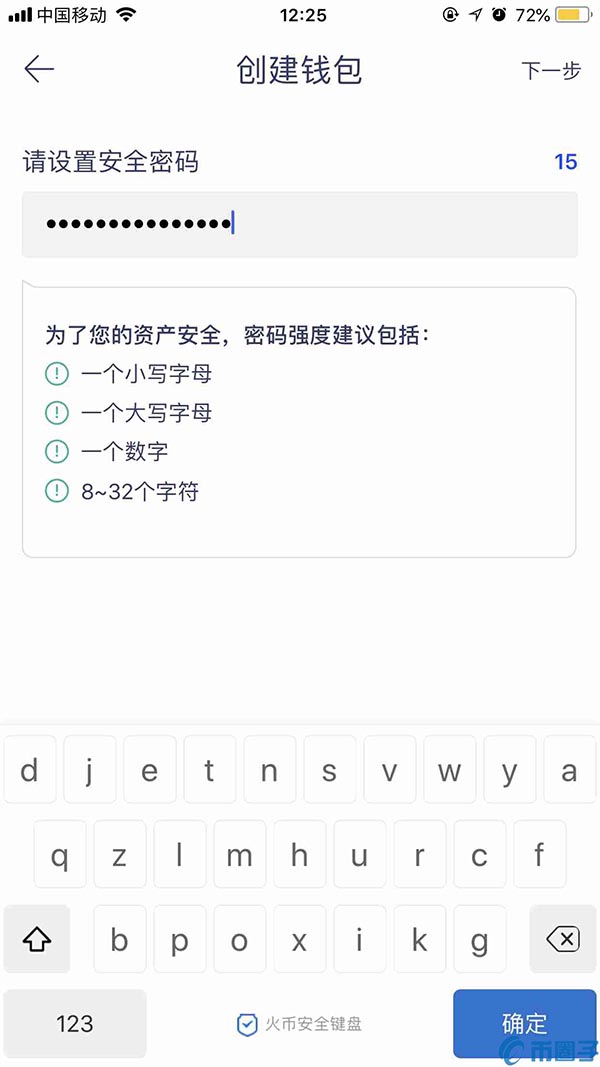 中国移动 12:25 72%
创建钱包 下一步
请设置安全密码 15
•••••••••••••••
为了您的资产安全，密码强度建议包括：
一个小写字母
一个大写字母
一个数字
8~32个字符
d j e t n s v w y a
q z l m h u r c f
b p o x i k g
123 火币安全键盘 确定
币圈子